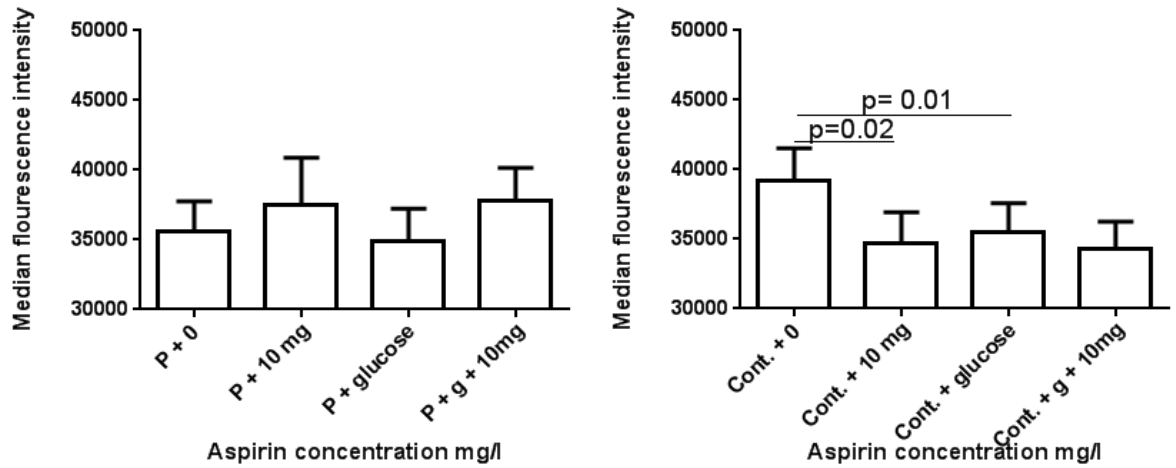 Median flourescence intensity
50000
45000
40000
35000
30000
P + 0
P + 10 mg
P + glucose
P + g + 10mg
Aspirin concentration mg/l
Median flourescence intensity
50000
45000
40000
35000
30000
p= 0.01
p=0.02
Cont. + 0
Cont. + 10 mg
Cont. + glucose
Cont. + g + 10mg
Aspirin concentration mg/l